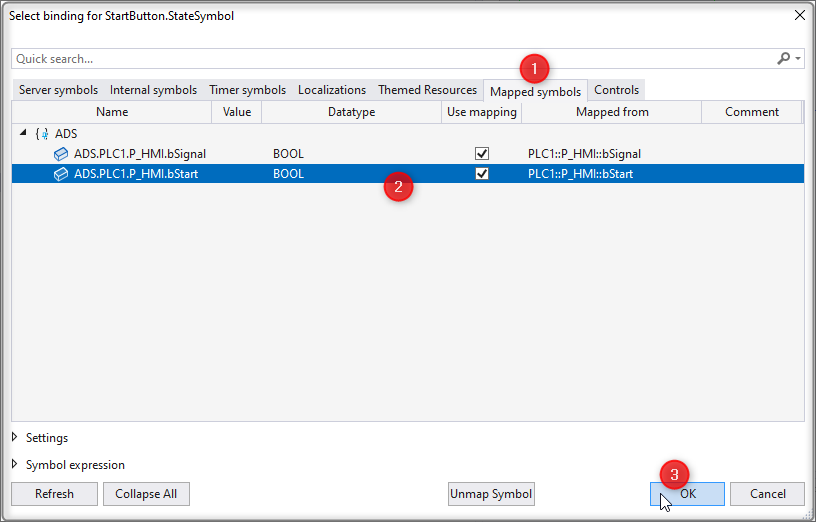 Select binding for StartButton.StateSymbol
Quick search...
1
Server symbols Internal symbols Timer symbols Localizations Themed Resources Mapped symbols Controls
Name Value Datatype Use mapping Mapped from Comment
ADS
ADS.PLC1.P_HMI.bSignal BOOL PLC1::P_HMI::bSignal
ADS.PLC1.P_HMI.bStart BOOL PLC1::P_HMI::bStart
2
Settings
Symbol expression
3
Refresh Collapse All Unmap Symbol OK Cancel